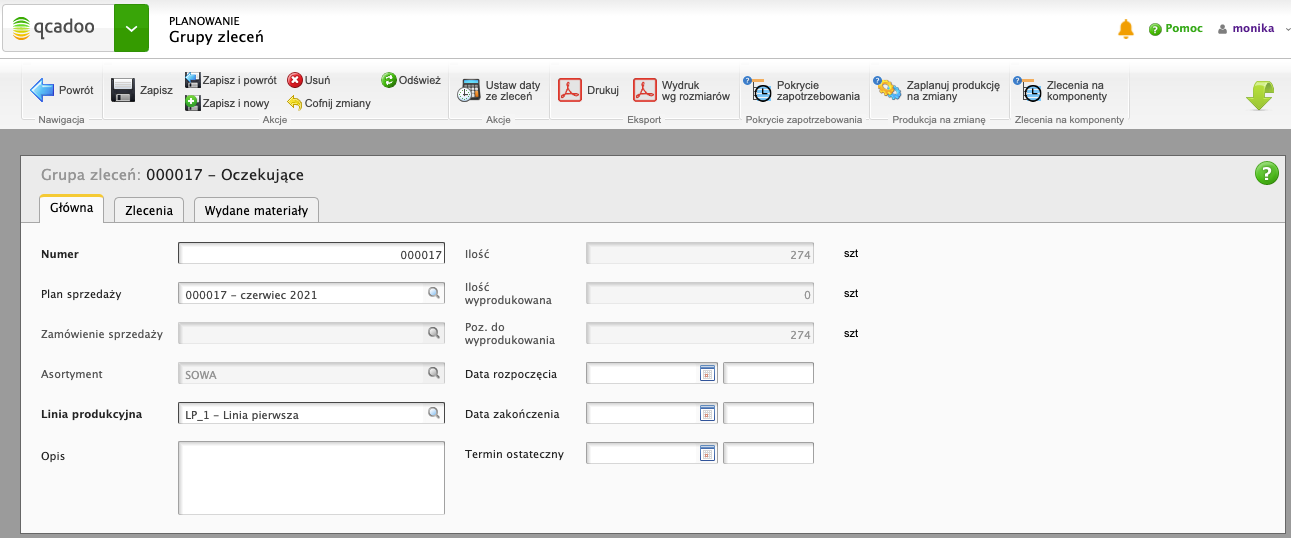 qcadoo
PLANOWANIE
Grupy zleceń
Pomoc
monika
Powrót
Nawigacja
Zapisz
Zapisz i powrót
Zapisz i nowy
Usuń
Cofnij zmiany
Odśwież
Akcje
Ustaw daty
ze zleceń
Akcje
Drukuj
Wydruk
wg rozmiarów
Eksport
Pokrycie
zapotrzebowania
Pokrycie zapotrzebowania
Zaplanuj produkcję
na zmiany
Produkcja na zmianę
Zlecenia na
komponenty
Zlecenia na komponenty
Grupa zleceń: 000017 – Oczekujące
Główna
Zlecenia
Wydane materiały
Numer
000017
Plan sprzedaży
000017 – czerwiec 2021
Zamówienie sprzedaży
Asortyment
SOWA
Linia produkcyjna
LP_1 – Linia pierwsza
Opis
Ilość
274 szt
Ilość
wyprodukowana
0 szt
Poz. do
wyprodukowania
274 szt
Data rozpoczęcia
Data zakończenia
Termin ostateczny